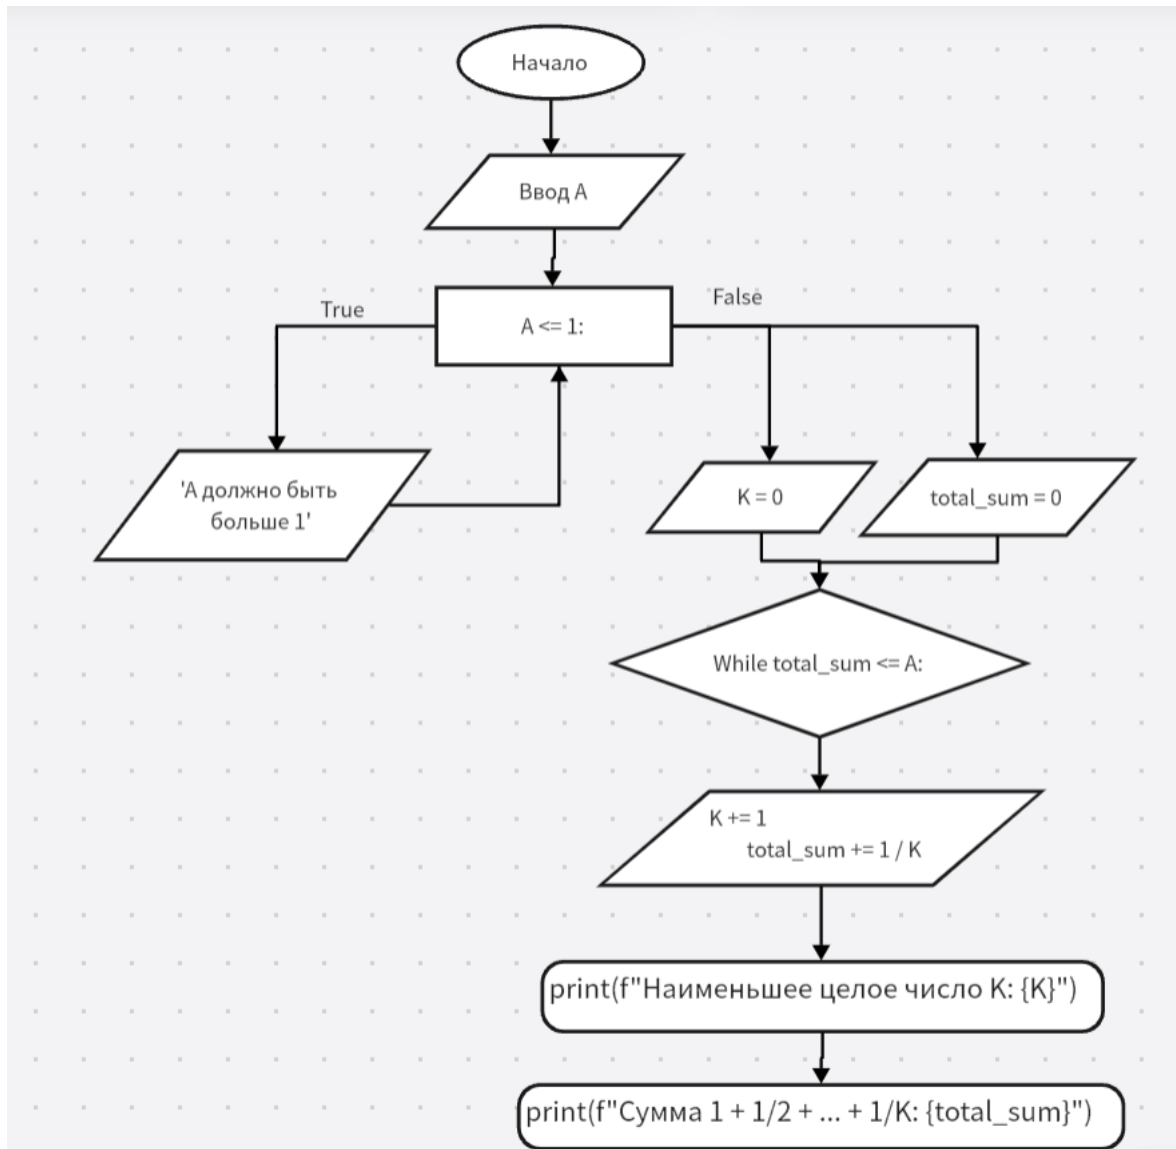 Начало
Ввод A
True
False
A <= 1:
'A должно быть
больше 1'
K = 0
total_sum = 0
While total_sum <= A:
K += 1
total_sum += 1 / K
print(f"Наименьшее целое число K: {K}")
print(f"Сумма 1 + 1/2 + ... + 1/K: {total_sum}")